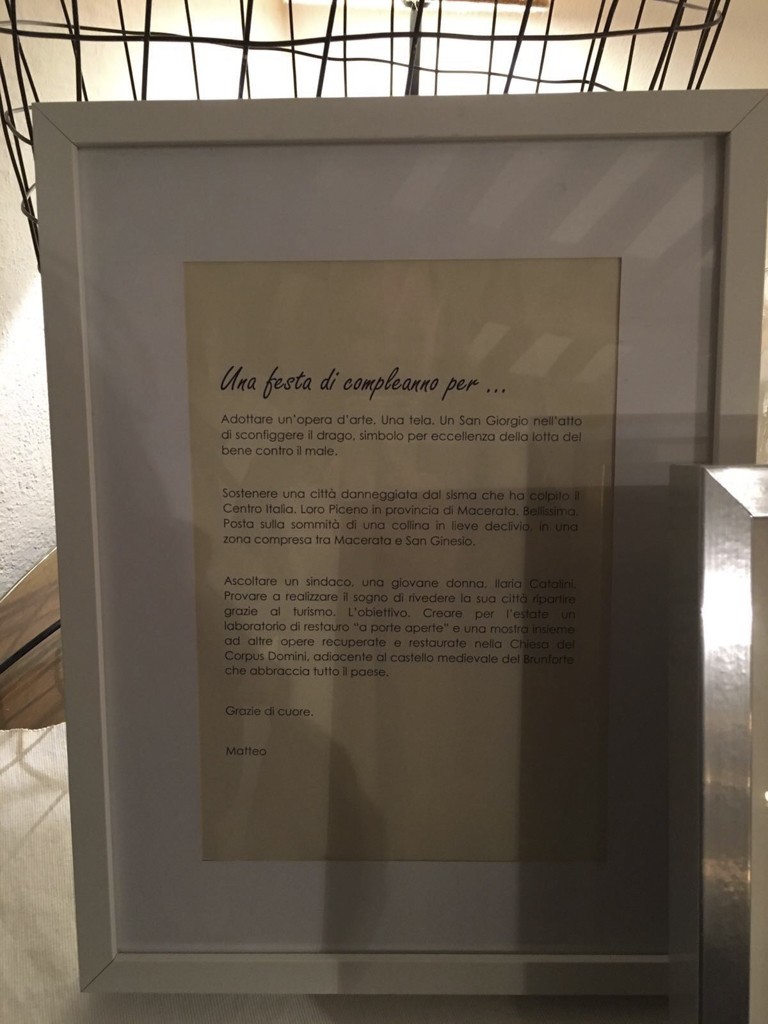 Una festa di compleanno per ...
Adottare un'opera d'arte. Una tela. Un San Giorgio nell'atto
di sconfiggere il drago, simbolo per eccellenza della lotta del
bene contro il male.
Sostenere una città danneggiata dal sisma che ha colpito il
Centro Italia. Loro Piceno in provincia di Macerata. Bellissima.
Posta sulla sommità di una collina in lieve declivio, in una
zona compresa tra Macerata e San Ginesio.
Ascoltare un sindaco, una giovane donna, Ilaria Catalini.
Provare a realizzare il sogno di rivedere la sua città ripartire
grazie al turismo. L'obiettivo. Creare per l'estate un
laboratorio di restauro "a porte aperte" e una mostra insieme
ad altre opere recuperate e restaurate nella Chiesa del
Corpus Domini, adiacente al castello medievale del Brunforte
che abbraccia tutto il paese.
Grazie di cuore.
Matteo